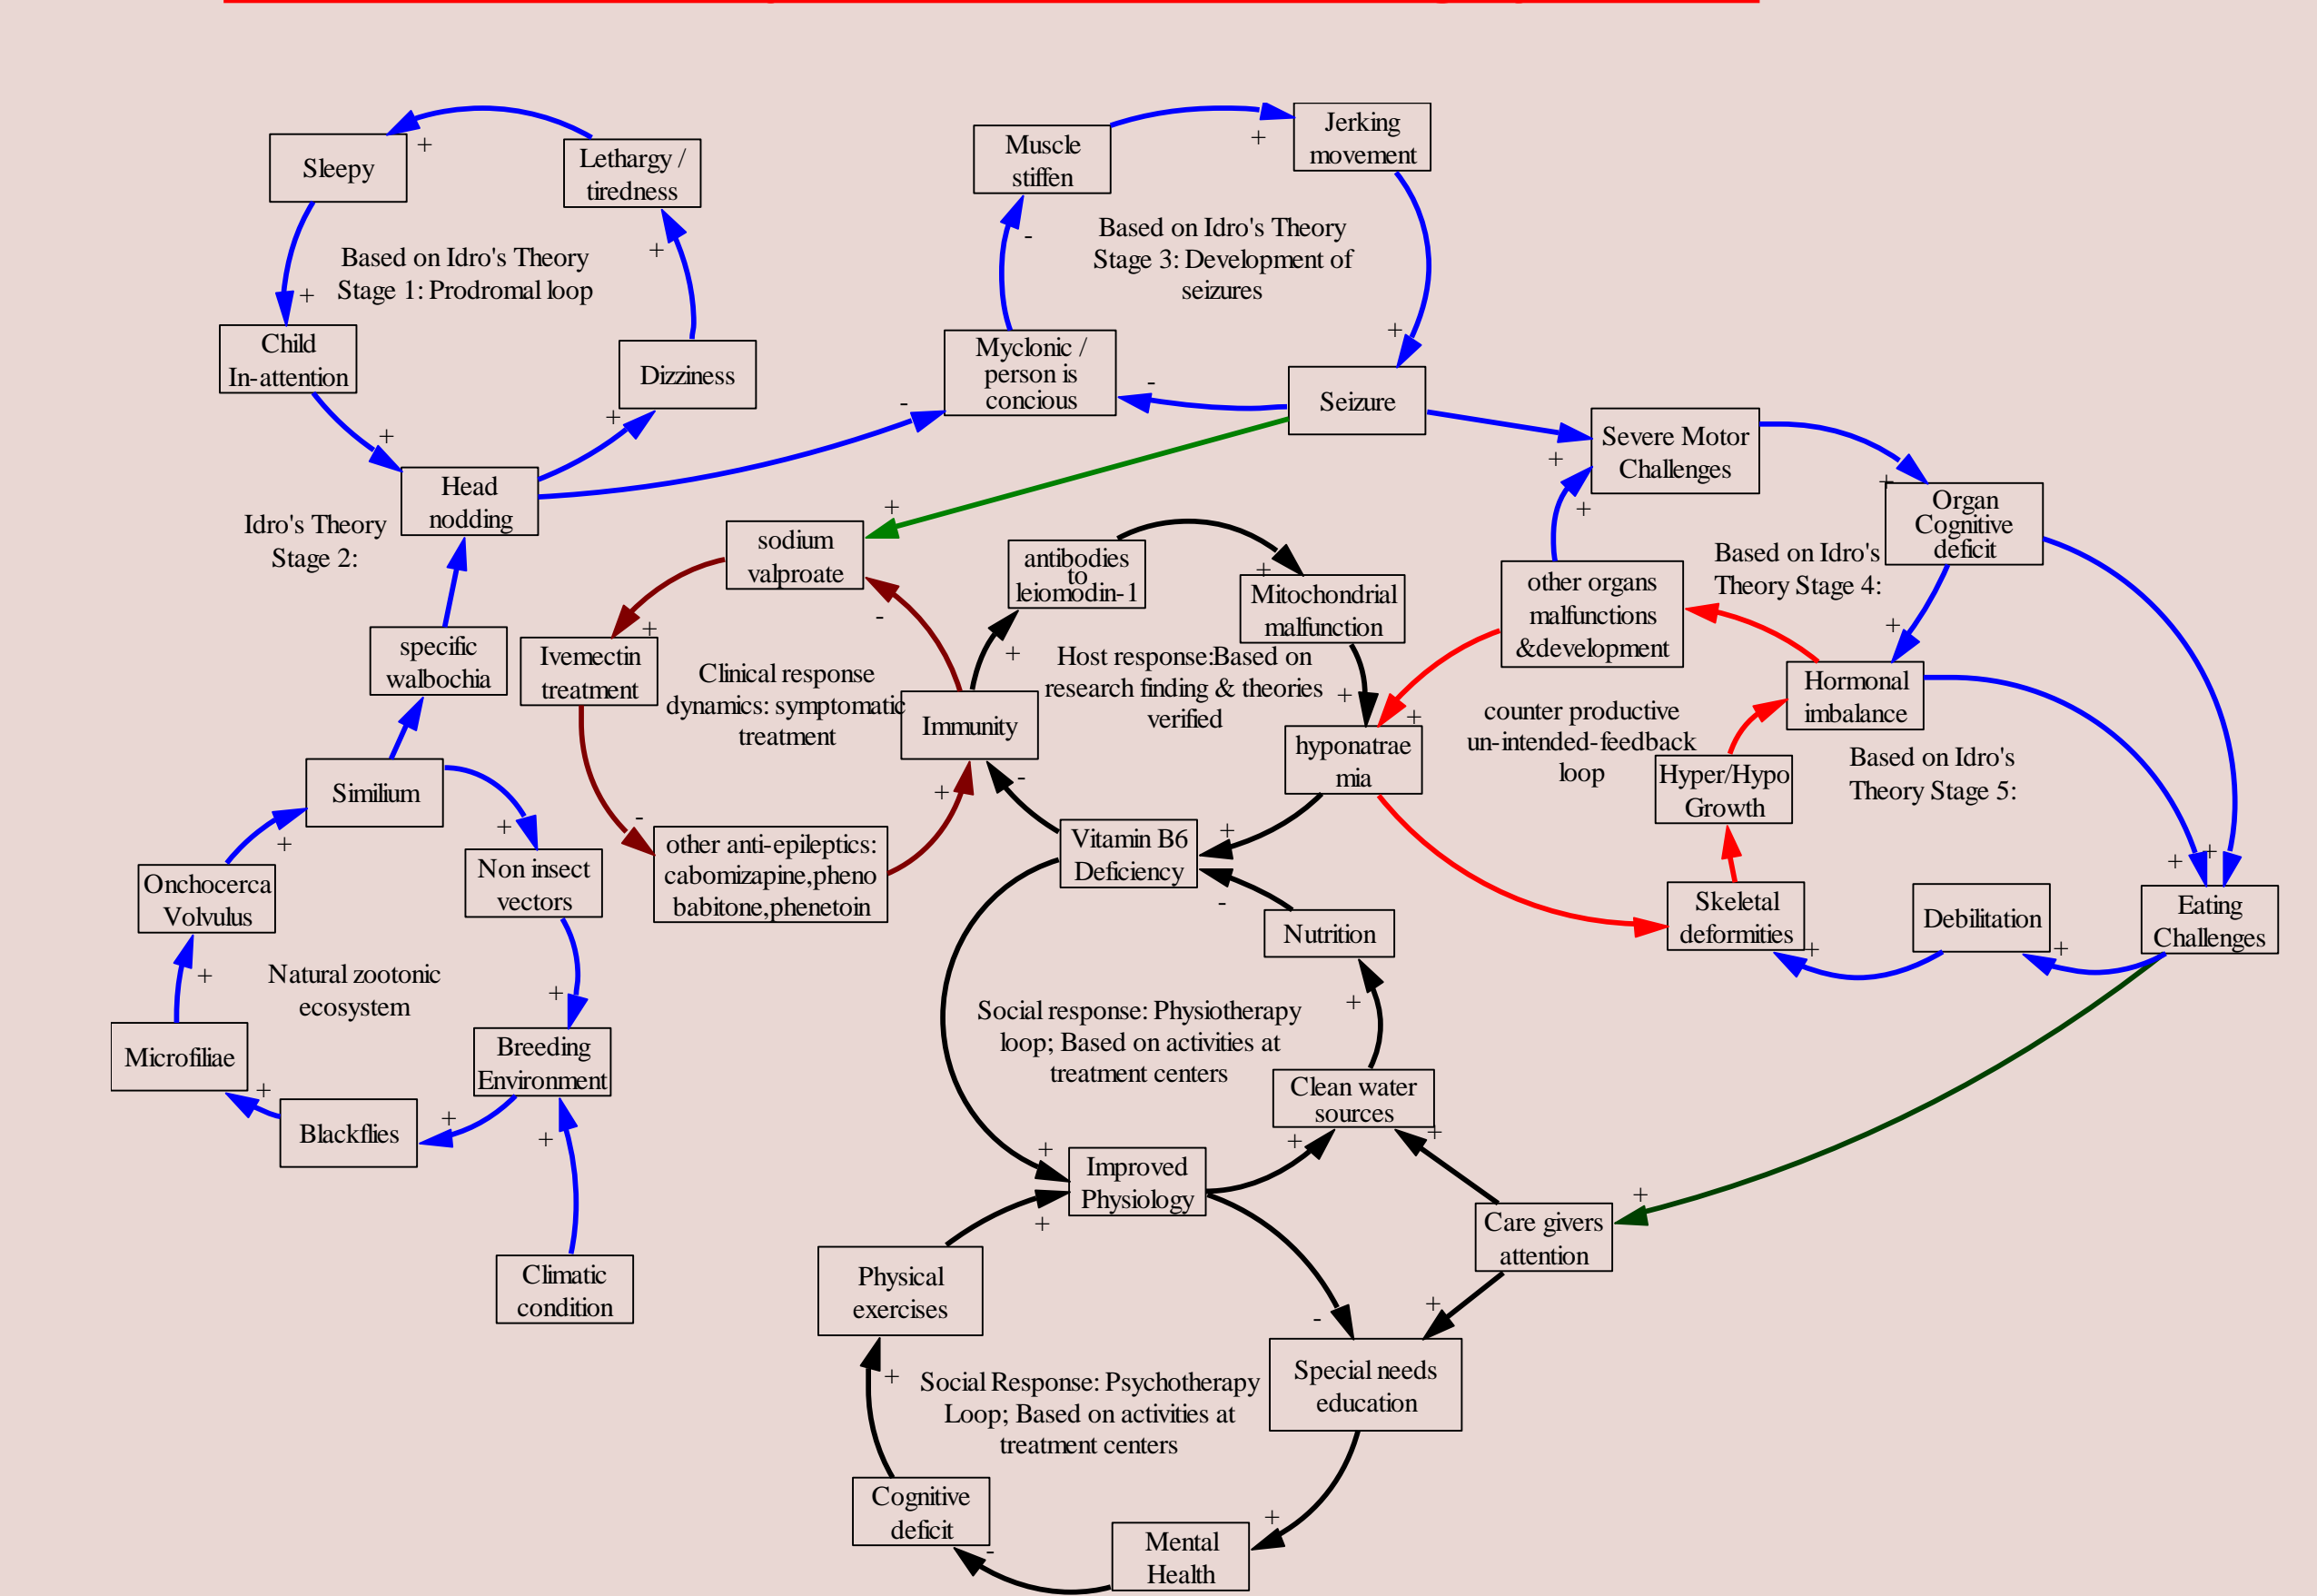 Sleepy
Lethargy /
tiredness
Based on Idro's Theory
Stage 1: Prodromal loop
Child
In-attention
Dizziness
Head
nodding
Idro's Theory
Stage 2:
Muscle
stiffen
Jerking
movement
Based on Idro's Theory
Stage 3: Development of
seizures
Myclonic /
person is
concious
Seizure
Severe Motor
Challenges
Organ
Cognitive
deficit
Based on Idro's
Theory Stage 4:
sodium
valproate
antibodies
to
leiomodin-1
Mitochondrial
malfunction
other organs
malfunctions
&development
specific
walbochia
Ivemectin
treatment
Clinical response
dynamics: symptomatic
treatment
Immunity
Host response:Based on
research finding & theories
verified
Hormonal
imbalance
counter productive
un-intended-feedback
loop
hyponatrae
mia
Hyper/Hypo
Growth
Based on Idro's
Theory Stage 5:
Similium
Non insect
vectors
Onchocerca
Volvulus
other anti-epileptics:
cabomizapine,pheno
babitone,phenetoin
Vitamin B6
Deficiency
Nutrition
Skeletal
deformities
Debilitation
Eating
Challenges
Natural zootonic
ecosystem
Microfiliae
Breeding
Environment
Blackflies
Climatic
condition
Social response: Physiotherapy
loop; Based on activities at
treatment centers
Clean water
sources
Improved
Physiology
Care givers
attention
Physical
exercises
Special needs
education
Social Response: Psychotherapy
Loop; Based on activities at
treatment centers
Cognitive
deficit
Mental
Health